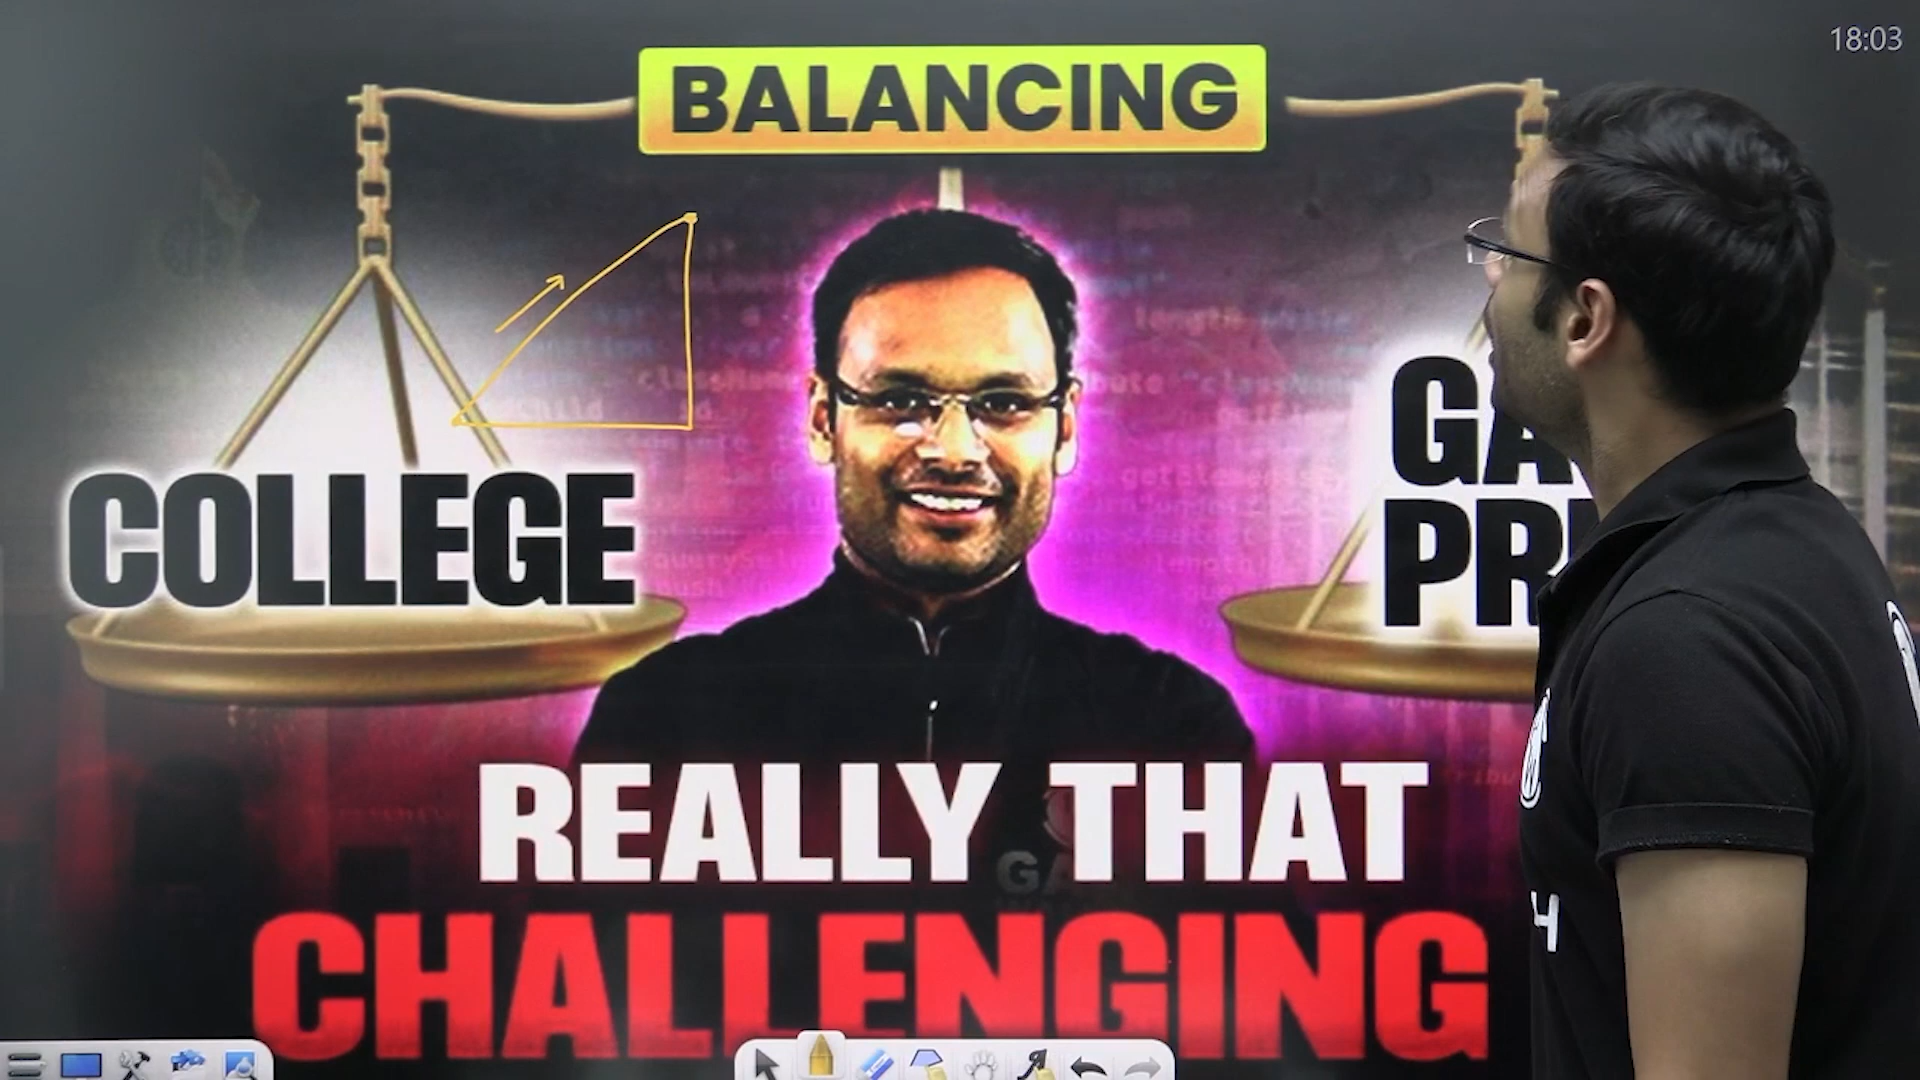 18:03
BALANCING
COLLEGE
REALLY THAT
CHALLENGING